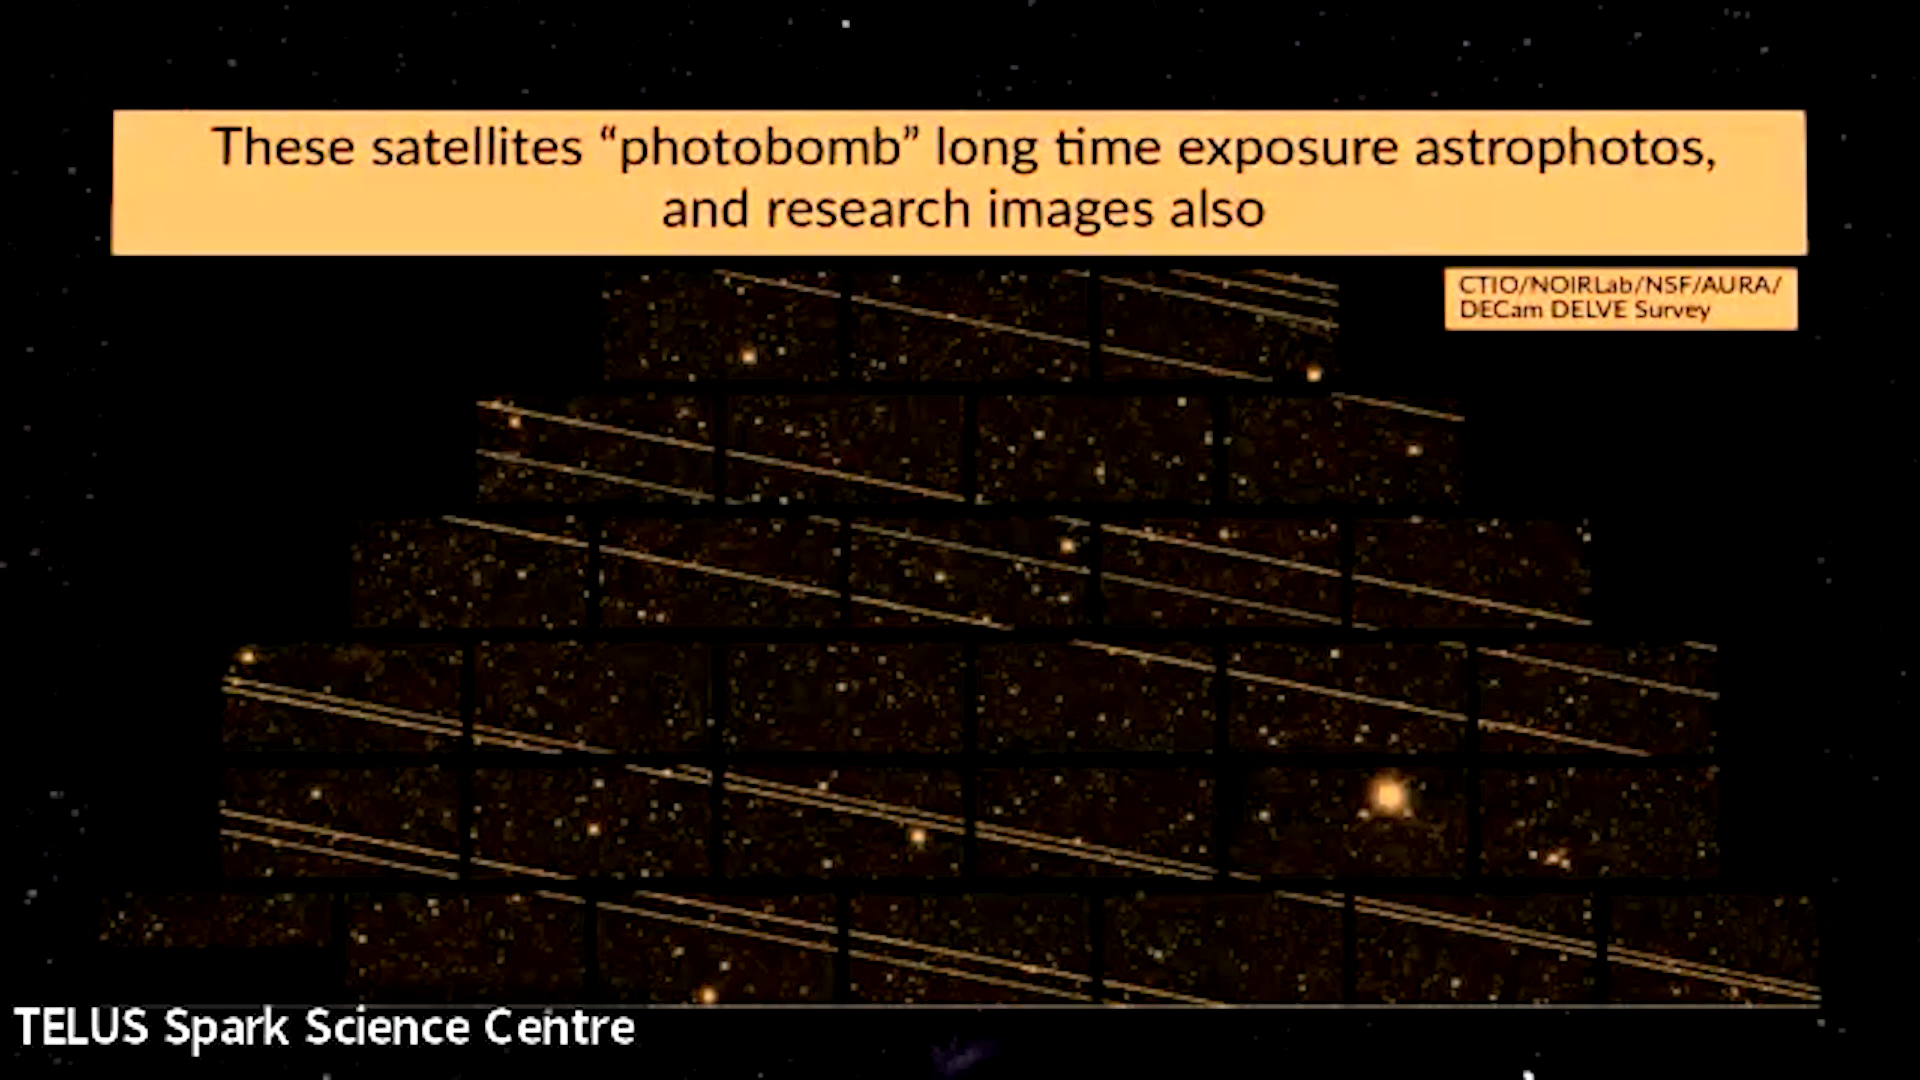 These satellites “photobomb” long time exposure astrophotos,
and research images also
CTIO/NOIRLab/NSF/AURA/
DECam DELVE Survey
TELUS Spark Science Centre